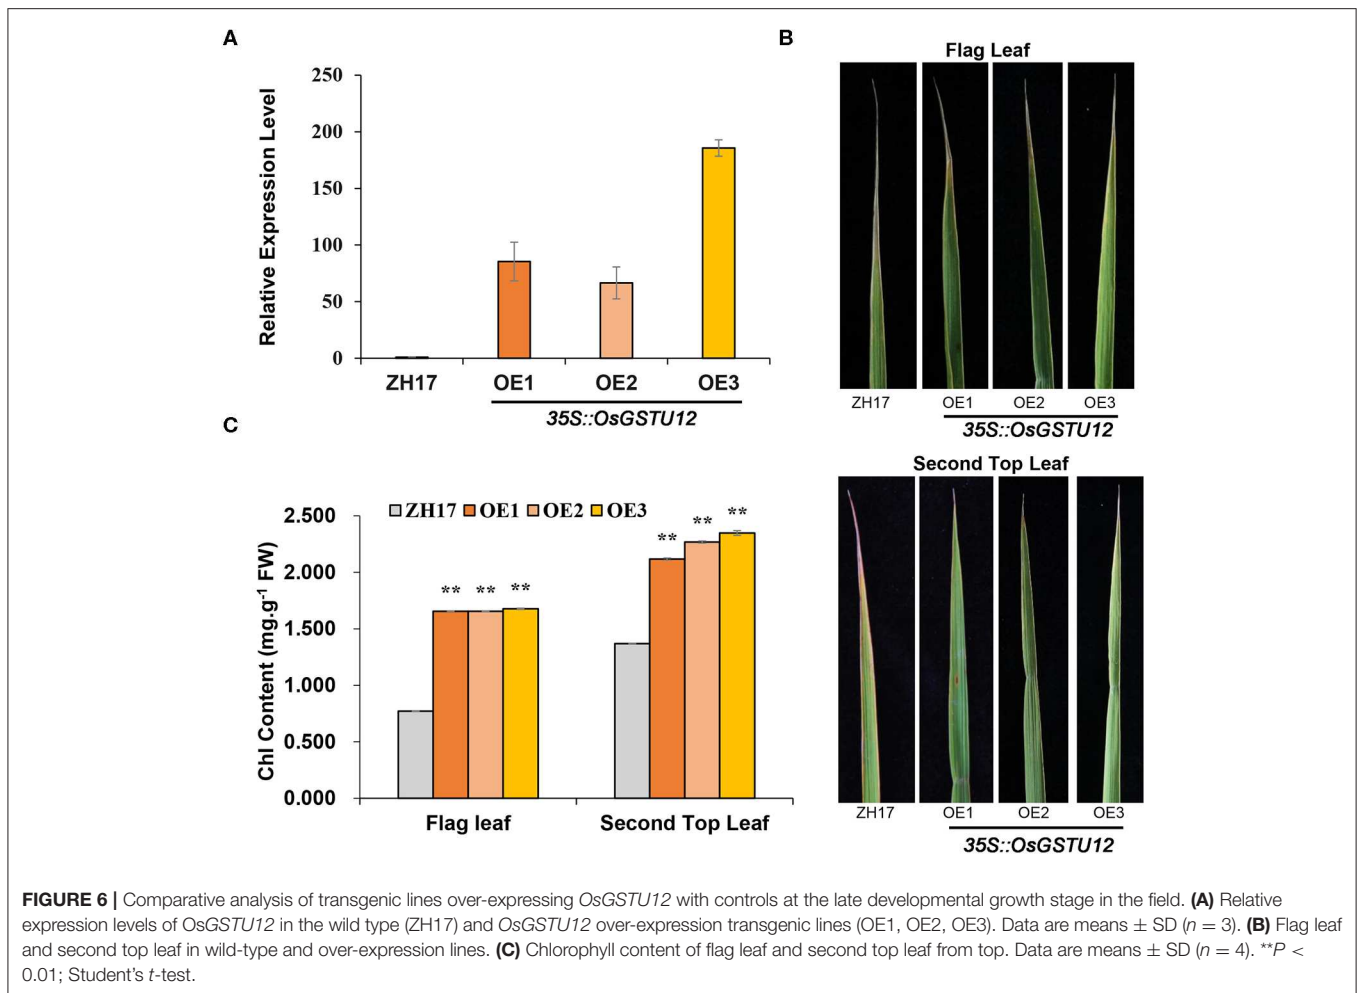 A
250
200
150
100
50
0
Relative Expression Level
ZH17 OE1 OE2 OE3
35S::OsGSTU12
B
Flag Leaf
ZH17 OE1 OE2 OE3
35S::OsGSTU12
Second Top Leaf
ZH17 OE1 OE2 OE3
35S::OsGSTU12
C
ZH17 OE1 OE2 OE3
2.500
2.000
1.500
1.000
0.500
0.000
Chl Content (mg.g⁻¹ FW)
** ** **
** ** **
Flag leaf Second Top Leaf
FIGURE 6 | Comparative analysis of transgenic lines over-expressing OsGSTU12 with controls at the late developmental growth stage in the field. (A) Relative
expression levels of OsGSTU12 in the wild type (ZH17) and OsGSTU12 over-expression transgenic lines (OE1, OE2, OE3). Data are means ± SD (n = 3). (B) Flag leaf
and second top leaf in wild-type and over-expression lines. (C) Chlorophyll content of flag leaf and second top leaf from top. Data are means ± SD (n = 4). **P <
0.01; Student's t-test.